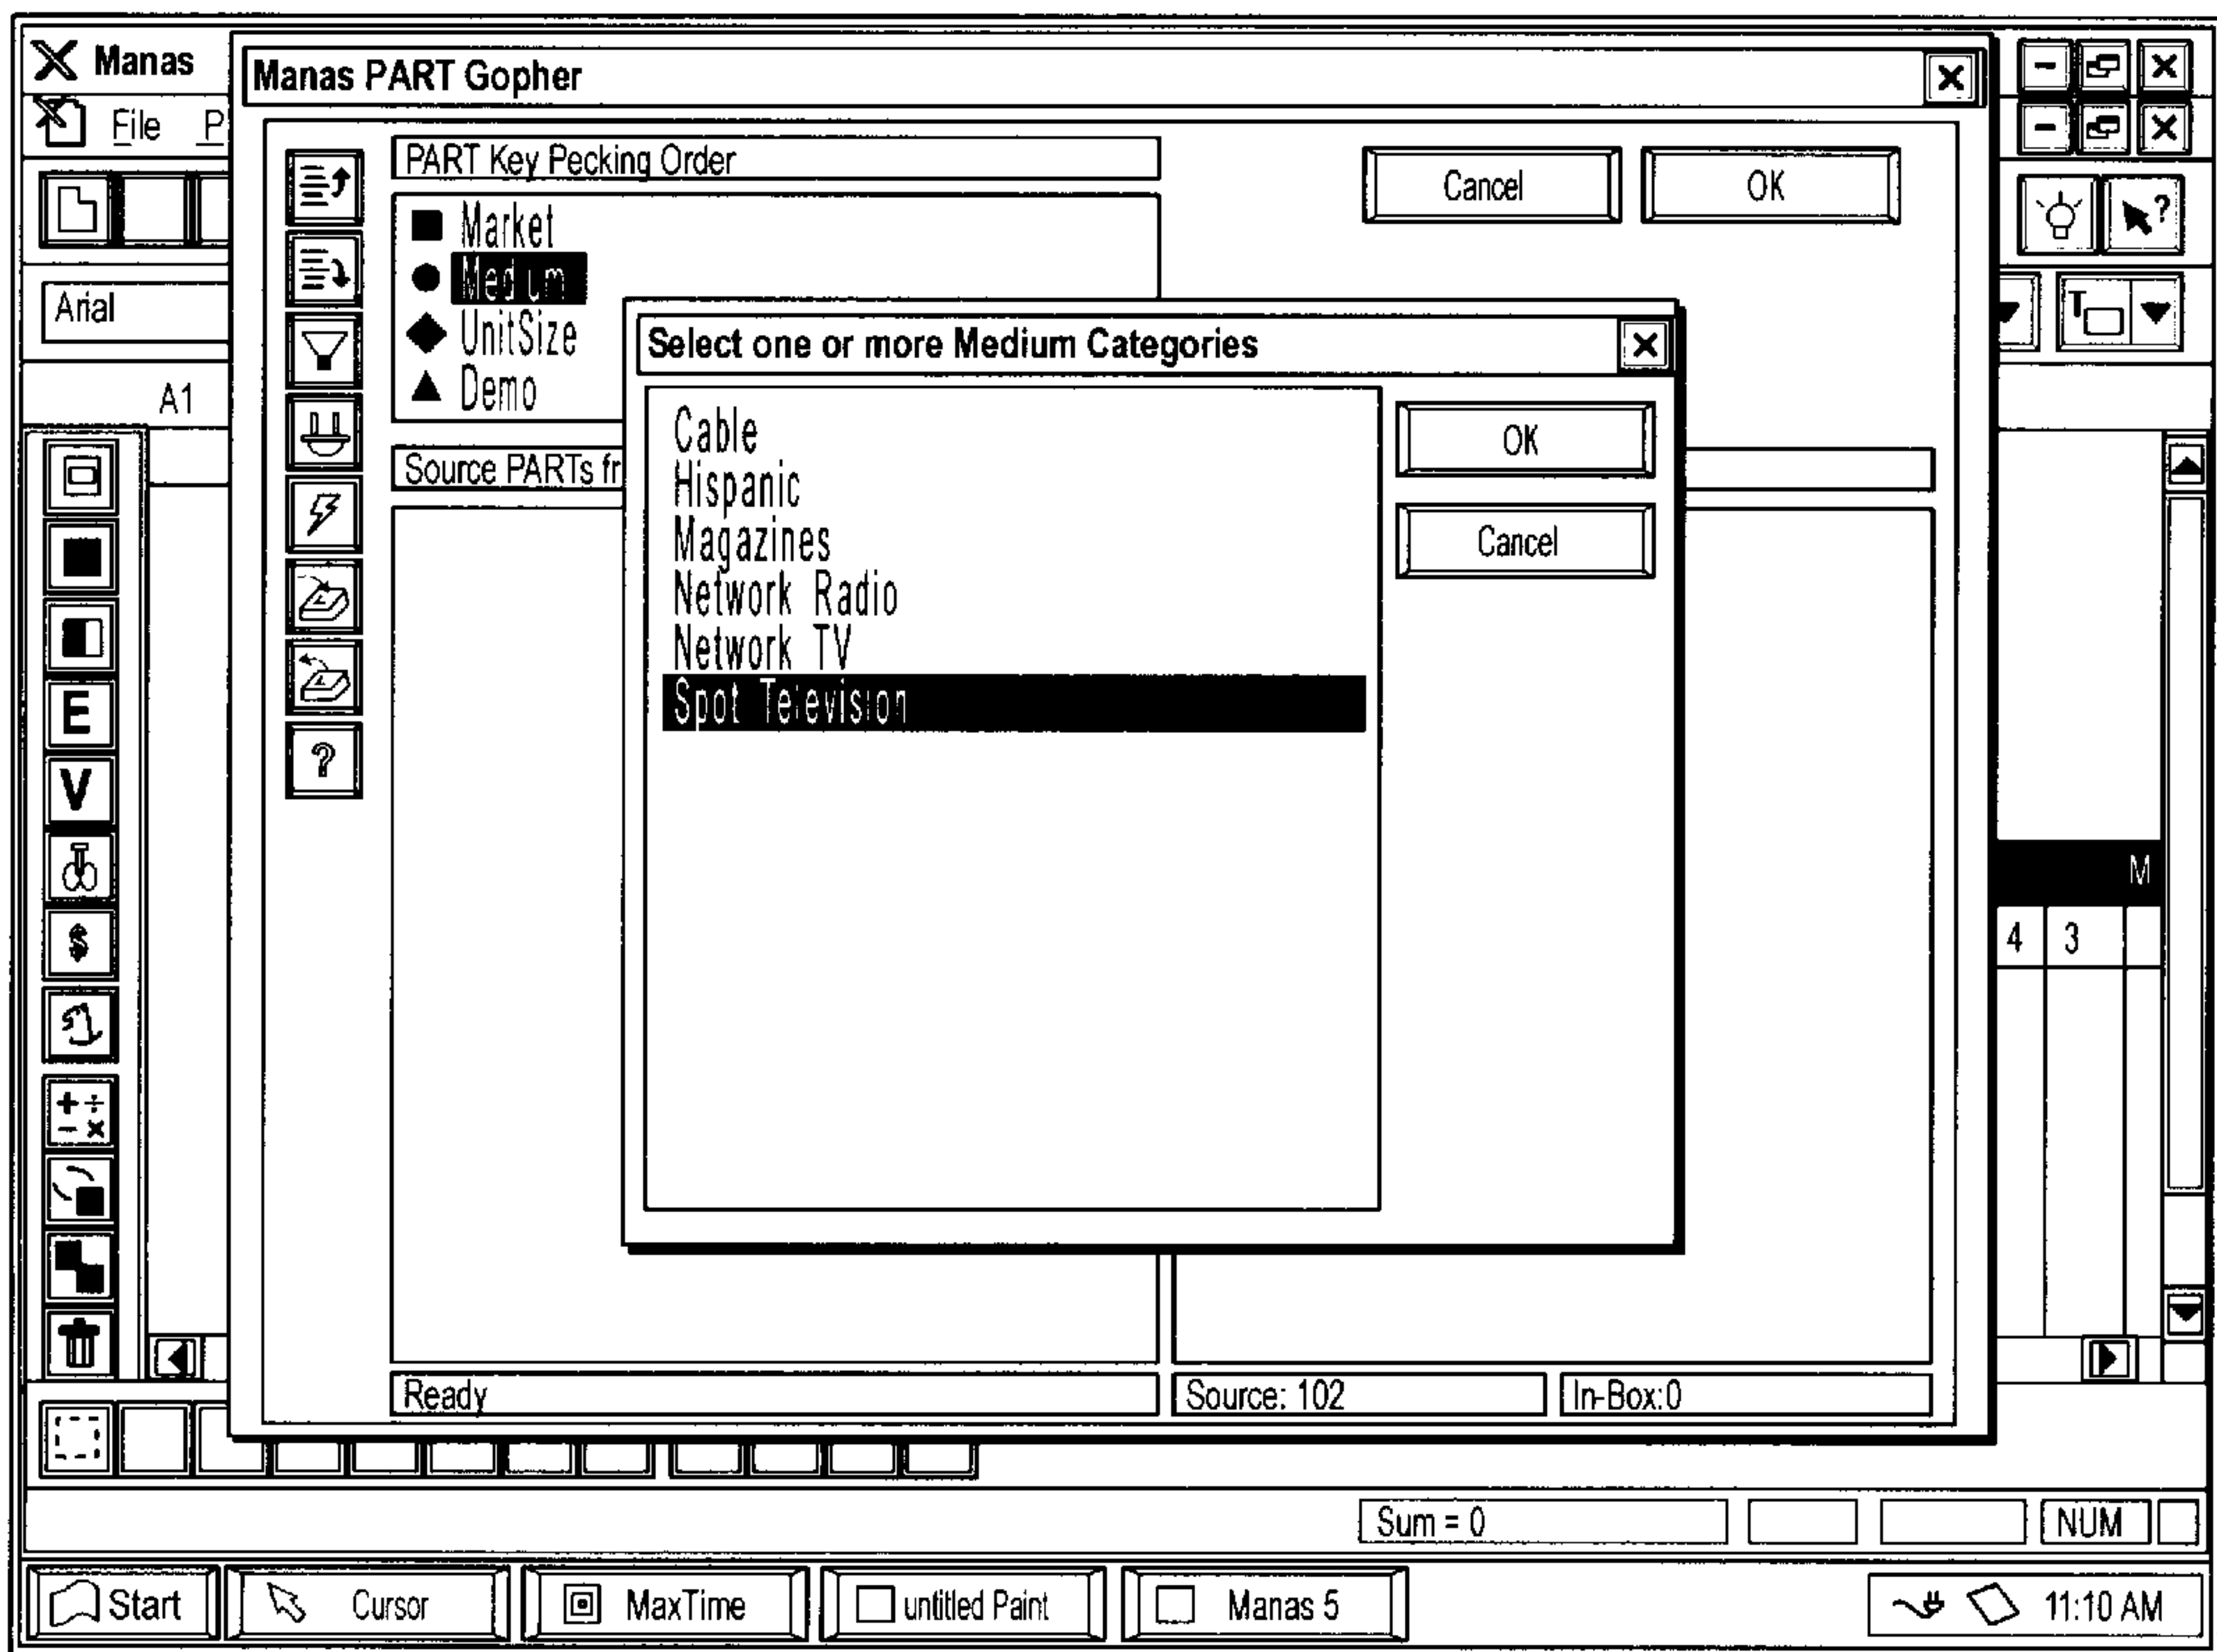 Manas
Manas PART Gopher
File P
PART Key Pecking Order
Cancel
OK
Market
Medium
UnitSize
Demo
Arial
T
?
Select one or more Medium Categories
A1
Cable
Hispanic
Magazines
Network Radio
Network TV
Spot Television
OK
Cancel
Source PARTs fr
E
V
?
$
M
4 3
Ready
Source: 102
In-Box:0
Sum = 0
NUM
Start
Cursor
MaxTime
untitled Paint
Manas 5
11:10 AM